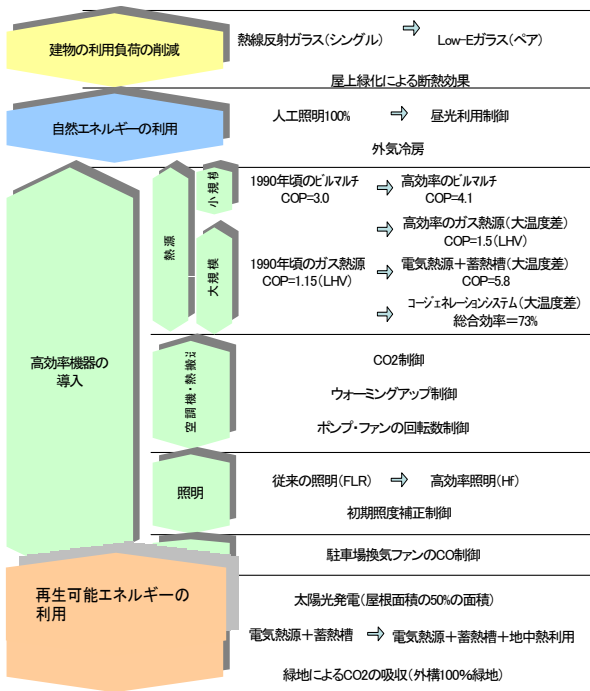 建物の利用負荷の削減
熱線反射ガラス(シングル) ⇨ Low-Eガラス(ペア)
屋上緑化による断熱効果
自然エネルギーの利用
人工照明100% ⇨ 昼光利用制御
外気冷房
高効率機器の
導入
熱源
小規模
1990年頃のビルマルチ ⇨ 高効率のビルマルチ
COP=3.0 COP=4.1
大規模
⇨ 高効率のガス熱源(大温度差)
COP=1.5(LHV)
1990年頃のガス熱源 ⇨ 電気熱源+蓄熱槽(大温度差)
COP=1.15(LHV) COP=5.8
⇨ コージェネレーションシステム(大温度差)
総合効率=73%
空調機・熱搬
CO2制御
ウォーミングアップ制御
ポンプ・ファンの回転数制御
照明
従来の照明(FLR) ⇨ 高効率照明(Hf)
初期照度補正制御
駐車場換気ファンのCO制御
再生可能エネルギーの
利用
太陽光発電(屋根面積の50%の面積)
電気熱源+蓄熱槽 ⇨ 電気熱源+蓄熱槽+地中熱利用
緑地によるCO2の吸収(外構100%緑地)